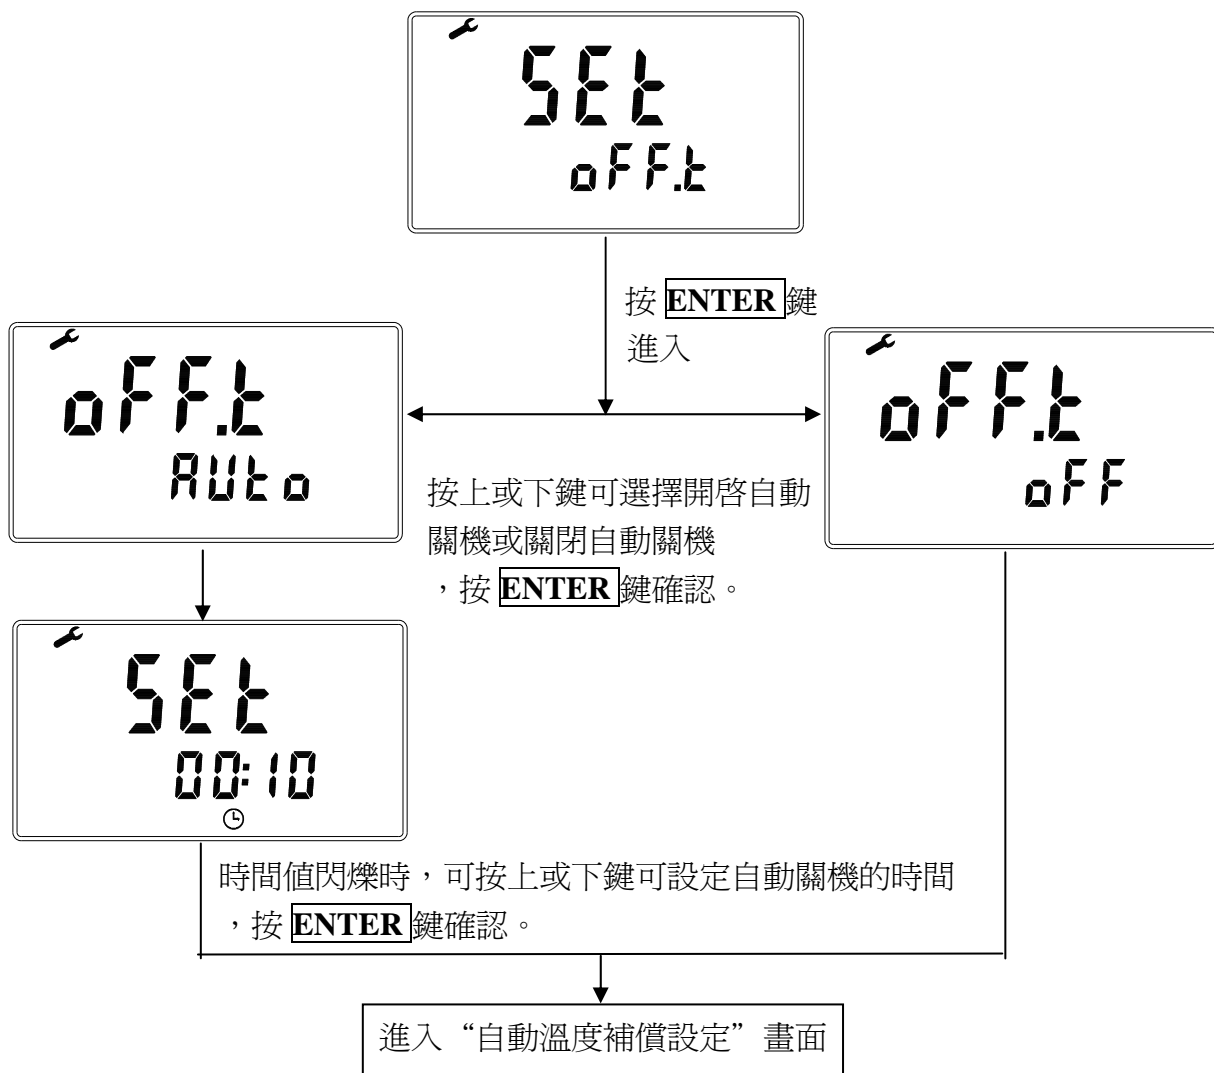 SEt
oFF.t
按 ENTER 鍵
進入
oFF.t
AUto
oFF.t
oFF
按上或下鍵可選擇開啓自動
關機或關閉自動關機
，按 ENTER 鍵確認。
SEt
00:10
時間值閃爍時，可按上或下鍵可設定自動關機的時間
，按 ENTER 鍵確認。
進入“自動溫度補償設定”畫面